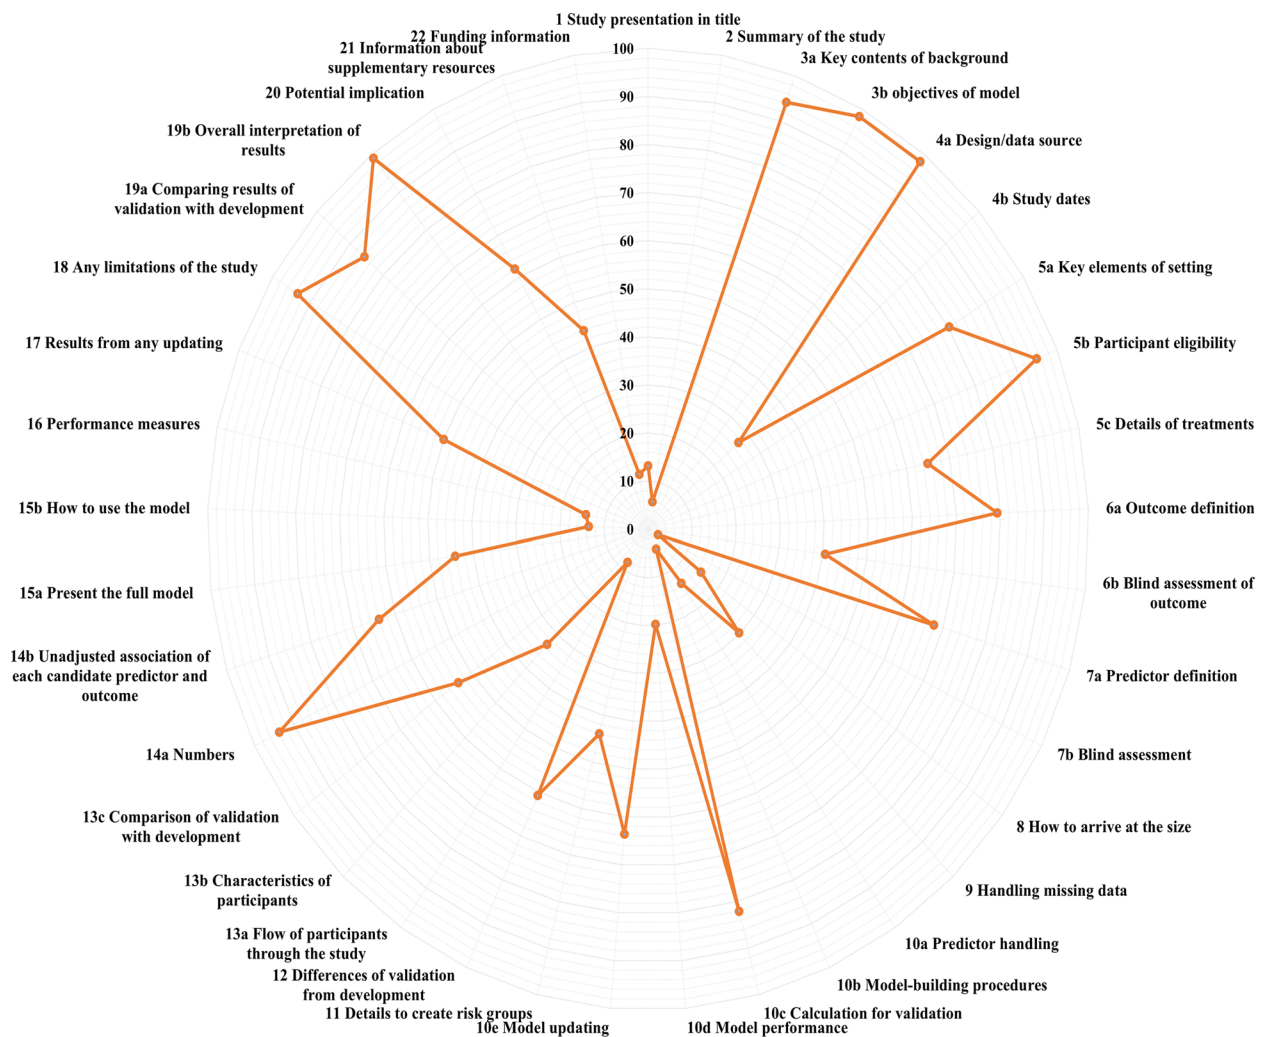 1 Study presentation in title
2 Summary of the study
3a Key contents of background
3b objectives of model
4a Design/data source
4b Study dates
5a Key elements of setting
5b Participant eligibility
5c Details of treatments
6a Outcome definition
6b Blind assessment of
outcome
7a Predictor definition
7b Blind assessment
8 How to arrive at the size
9 Handling missing data
10a Predictor handling
10b Model-building procedures
10c Calculation for validation
10d Model performance
10e Model updating
11 Details to create risk groups
12 Differences of validation
from development
13a Flow of participants
through the study
13b Characteristics of
participants
13c Comparison of validation
with development
14a Numbers
14b Unadjusted association of
each candidate predictor and
outcome
15a Present the full model
15b How to use the model
16 Performance measures
17 Results from any updating
18 Any limitations of the study
19a Comparing results of
validation with development
19b Overall interpretation of
results
20 Potential implication
21 Information about
supplementary resources
22 Funding information
100
90
80
70
60
50
40
30
20
10
0